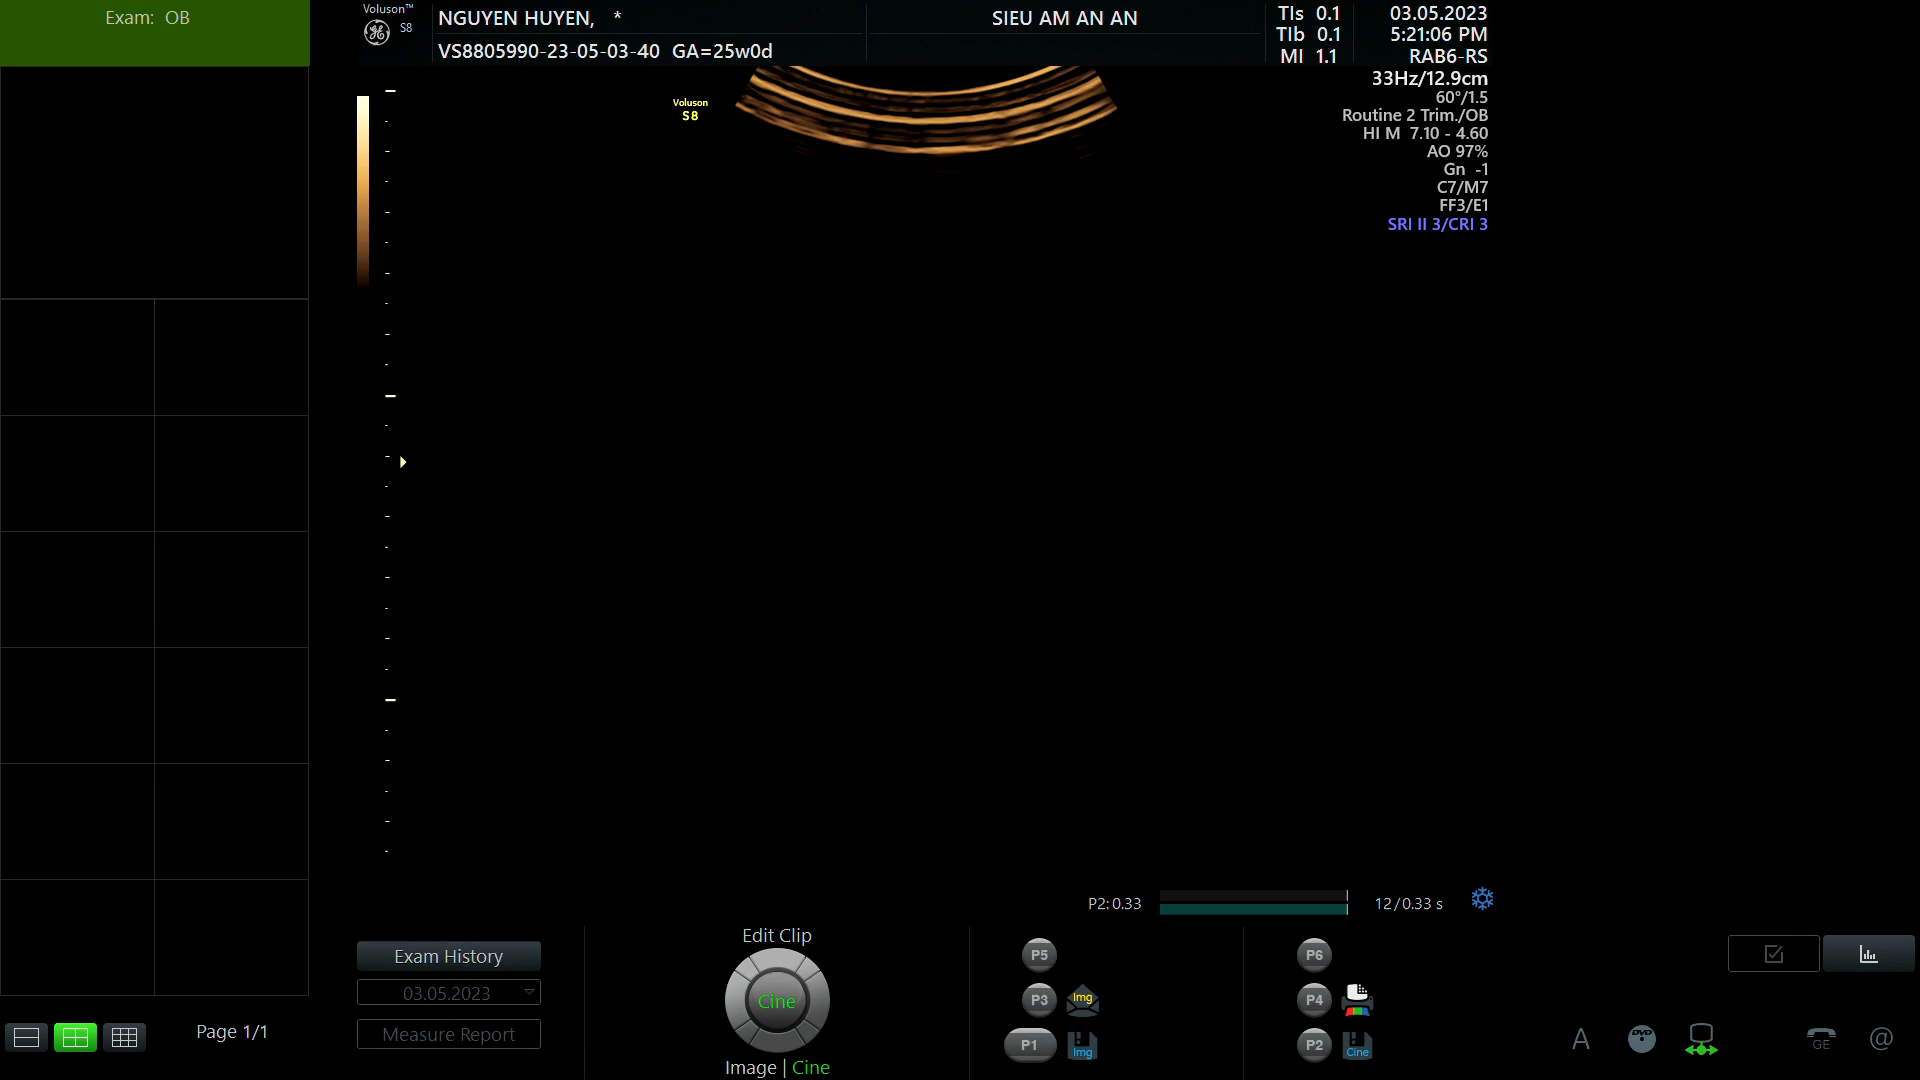 Exam: OB
Voluson™
S8
NGUYEN HUYEN, *
VS8805990-23-05-03-40 GA=25w0d
SIEU AM AN AN
TIs 0.1
TIb 0.1
MI 1.1
03.05.2023
5:21:06 PM
RAB6-RS
33Hz/12.9cm
60°/1.5
Routine 2 Trim./OB
HI M 7.10 - 4.60
AO 97%
Gn -1
C7/M7
FF3/E1
SRI II 3/CRI 3
Voluson
S8
P2: 0.33
12/0.33 s
Exam History
03.05.2023
Measure Report
Page 1/1
Edit Clip
Cine
Image | Cine
P5
P3 Img
P1 Img
P6
P4
P2 Cine
A
DVD
GE
@